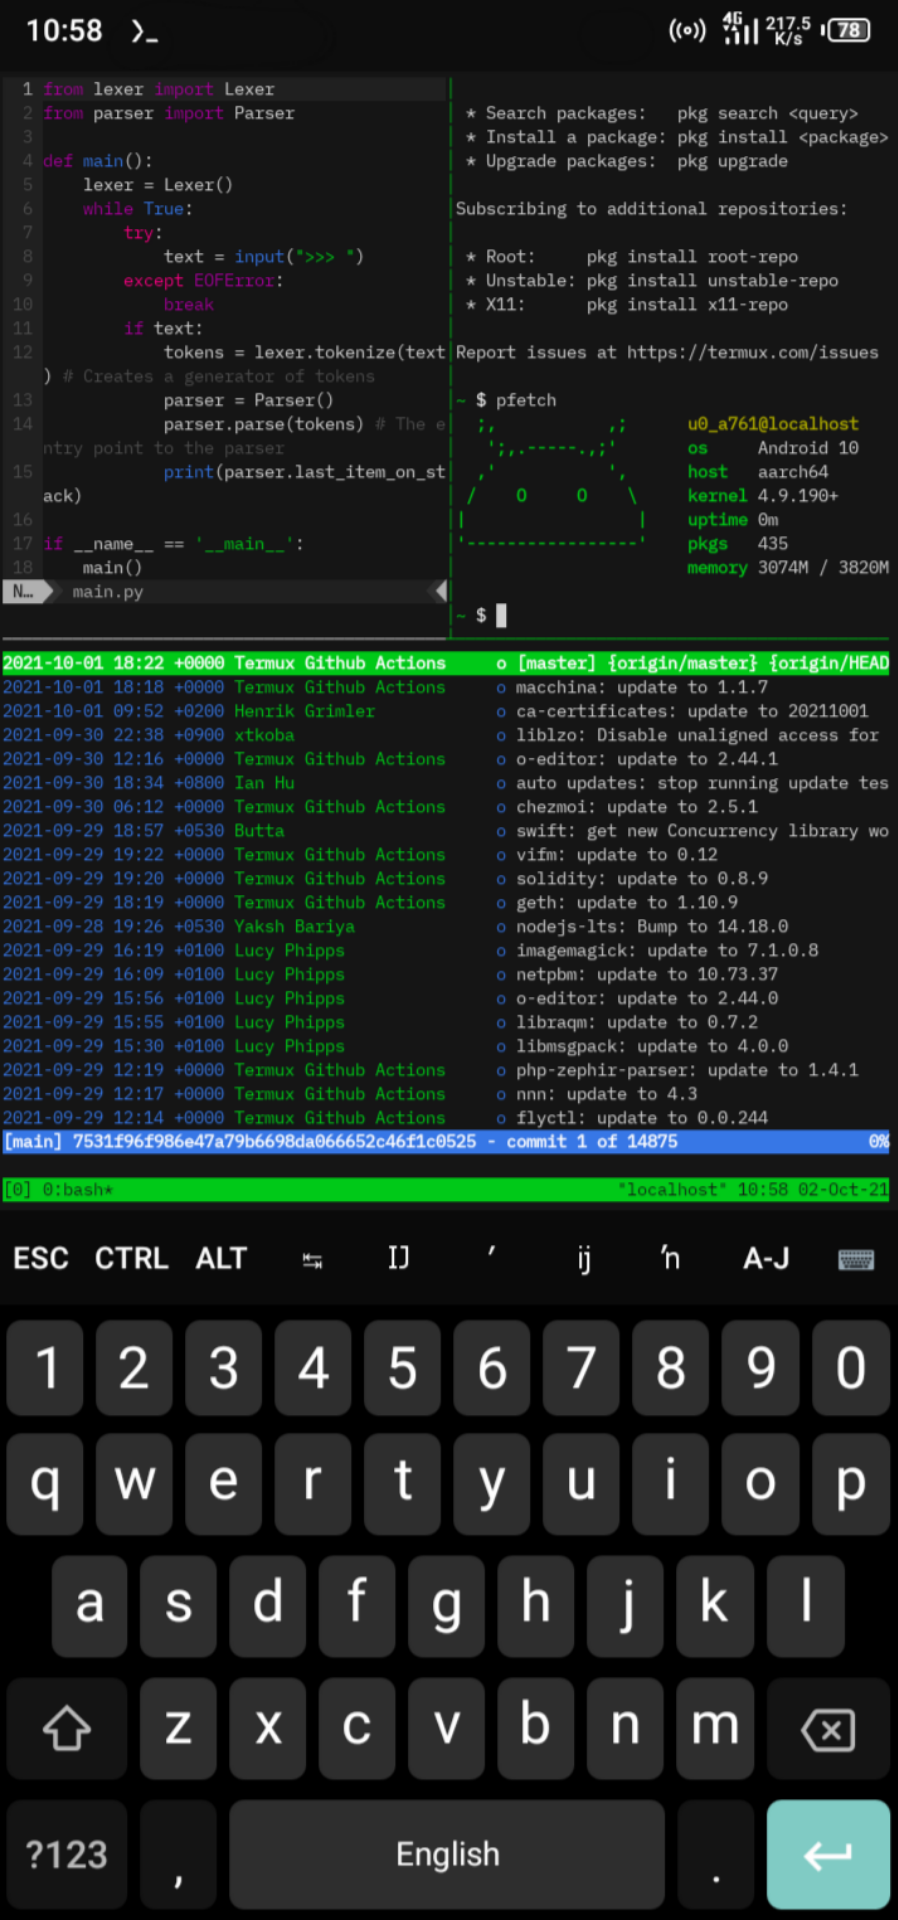 10:58 ❯_ 4G 217.5 K/s 78
1 from lexer import Lexer
2 from parser import Parser
3
4 def main():
5     lexer = Lexer()
6     while True:
7         try:
8             text = input(">>> ")
9         except EOFError:
10             break
11         if text:
12             tokens = lexer.tokenize(text
) # Creates a generator of tokens
13             parser = Parser()
14             parser.parse(tokens) # The e
ntry point to the parser
15             print(parser.last_item_on_st
ack)
16
17 if __name__ == '__main__':
18     main()
N... main.py
* Search packages:   pkg search <query>
* Install a package: pkg install <package>
* Upgrade packages:  pkg upgrade
Subscribing to additional repositories:
* Root:     pkg install root-repo
* Unstable: pkg install unstable-repo
* X11:      pkg install x11-repo
Report issues at https://termux.com/issues
~ $ pfetch
  ;,           ,;    u0_a761@localhost
   ';,.-----.,;'     os     Android 10
  ,'           ',    host   aarch64
 /    O     O    \   kernel 4.9.190+
|                 |  uptime 0m
'-----------------'  pkgs   435
memory 3074M / 3820M
~ $
2021-10-01 18:22 +0000 Termux Github Actions     o [master] {origin/master} {origin/HEAD
2021-10-01 18:18 +0000 Termux Github Actions     o macchina: update to 1.1.7
2021-10-01 09:52 +0200 Henrik Grimler            o ca-certificates: update to 20211001
2021-09-30 22:38 +0900 xtkoba                    o liblzo: Disable unaligned access for
2021-09-30 12:16 +0000 Termux Github Actions     o o-editor: update to 2.44.1
2021-09-30 18:34 +0800 Ian Hu                    o auto updates: stop running update tes
2021-09-30 06:12 +0000 Termux Github Actions     o chezmoi: update to 2.5.1
2021-09-29 18:57 +0530 Butta                     o swift: get new Concurrency library wo
2021-09-29 19:22 +0000 Termux Github Actions     o vifm: update to 0.12
2021-09-29 19:20 +0000 Termux Github Actions     o solidity: update to 0.8.9
2021-09-29 18:19 +0000 Termux Github Actions     o geth: update to 1.10.9
2021-09-28 19:26 +0530 Yaksh Bariya              o nodejs-lts: Bump to 14.18.0
2021-09-29 16:19 +0100 Lucy Phipps               o imagemagick: update to 7.1.0.8
2021-09-29 16:09 +0100 Lucy Phipps               o netpbm: update to 10.73.37
2021-09-29 15:56 +0100 Lucy Phipps               o o-editor: update to 2.44.0
2021-09-29 15:55 +0100 Lucy Phipps               o libraqm: update to 0.7.2
2021-09-29 15:30 +0100 Lucy Phipps               o libmsgpack: update to 4.0.0
2021-09-29 12:19 +0000 Termux Github Actions     o php-zephir-parser: update to 1.4.1
2021-09-29 12:17 +0000 Termux Github Actions     o nnn: update to 4.3
2021-09-29 12:14 +0000 Termux Github Actions     o flyctl: update to 0.0.244
[main] 7531f96f986e47a79b6698da066652c46f1c0525 - commit 1 of 14875 0%
[0] 0:bash* "localhost" 10:58 02-Oct-21
ESC CTRL ALT ↹ Ĳ ʼ ĳ ŉ A-J
1 2 3 4 5 6 7 8 9 0
q w e r t y u i o p
a s d f g h j k l
z x c v b n m
?123 , English .